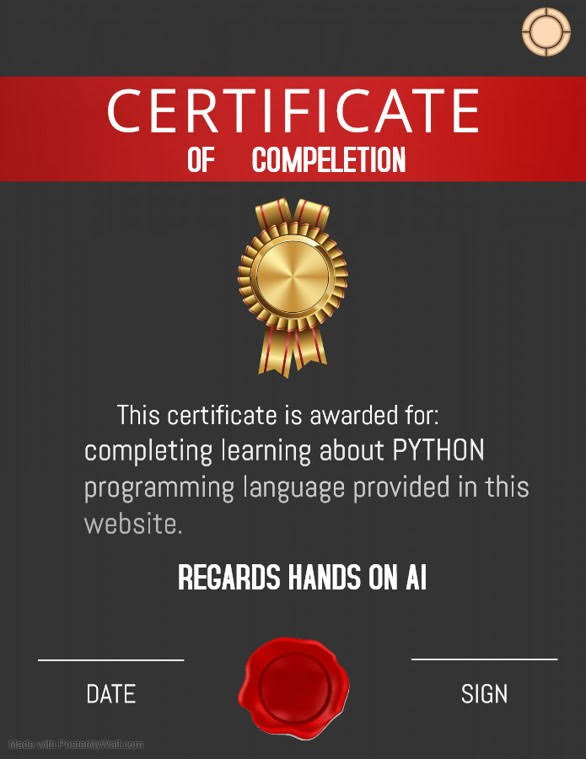 CERTIFICATE
OF COMPELETION
This certificate is awarded for:
completing learning about PYTHON
programming language provided in this
website.
REGARDS HANDS ON AI
DATE
SIGN
Made with PosterMyWall.com